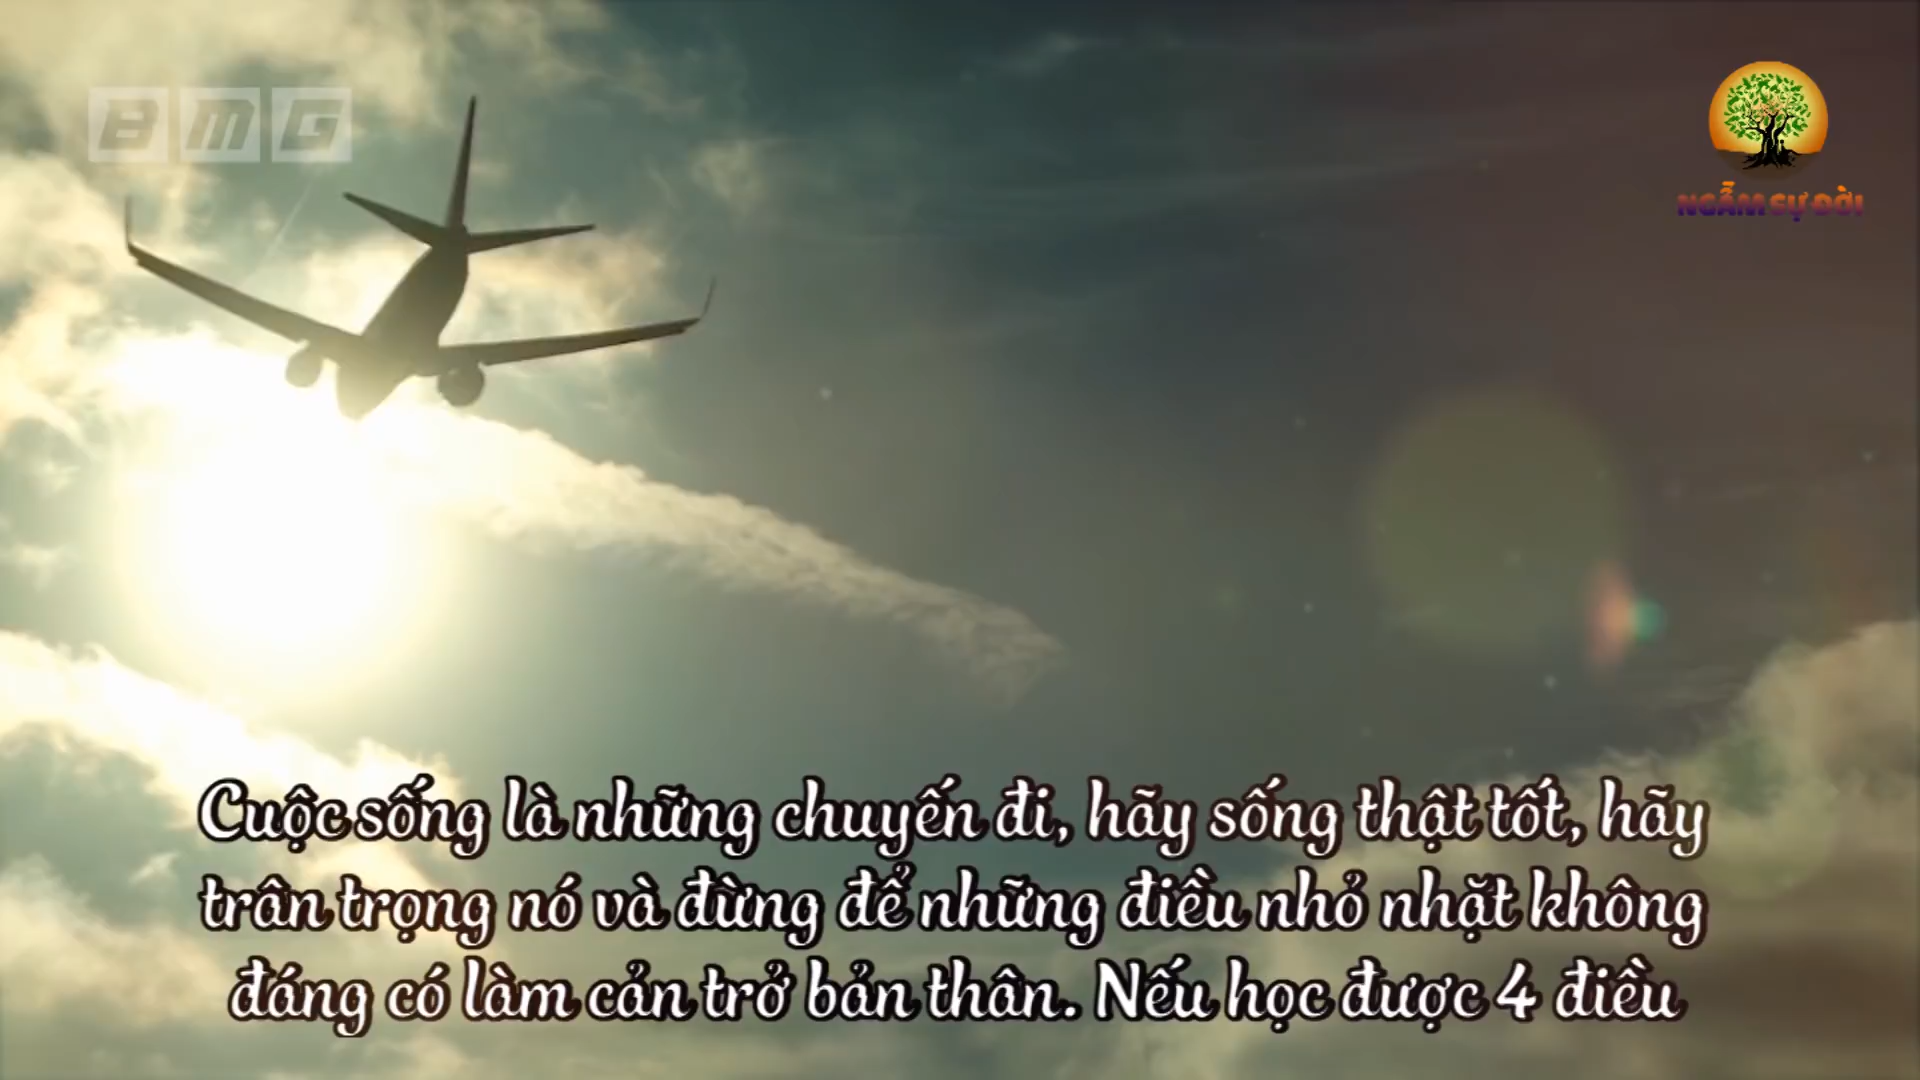 BMG
NGẪM SỰ ĐỜI
Cuộc sống là những chuyến đi, hãy sống thật tốt, hãy
trân trọng nó và đừng để những điều nhỏ nhặt không
đáng có làm cản trở bản thân. Nếu học được 4 điều